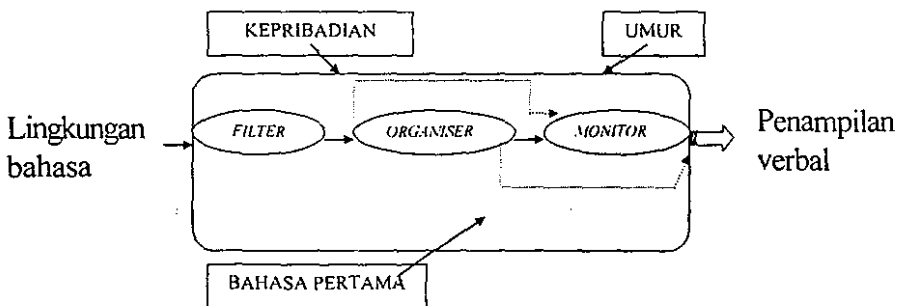 KEPRIBADIAN
UMUR
Lingkungan
bahasa
FILTER
ORGANISER
MONITOR
Penampilan
verbal
BAHASA PERTAMA